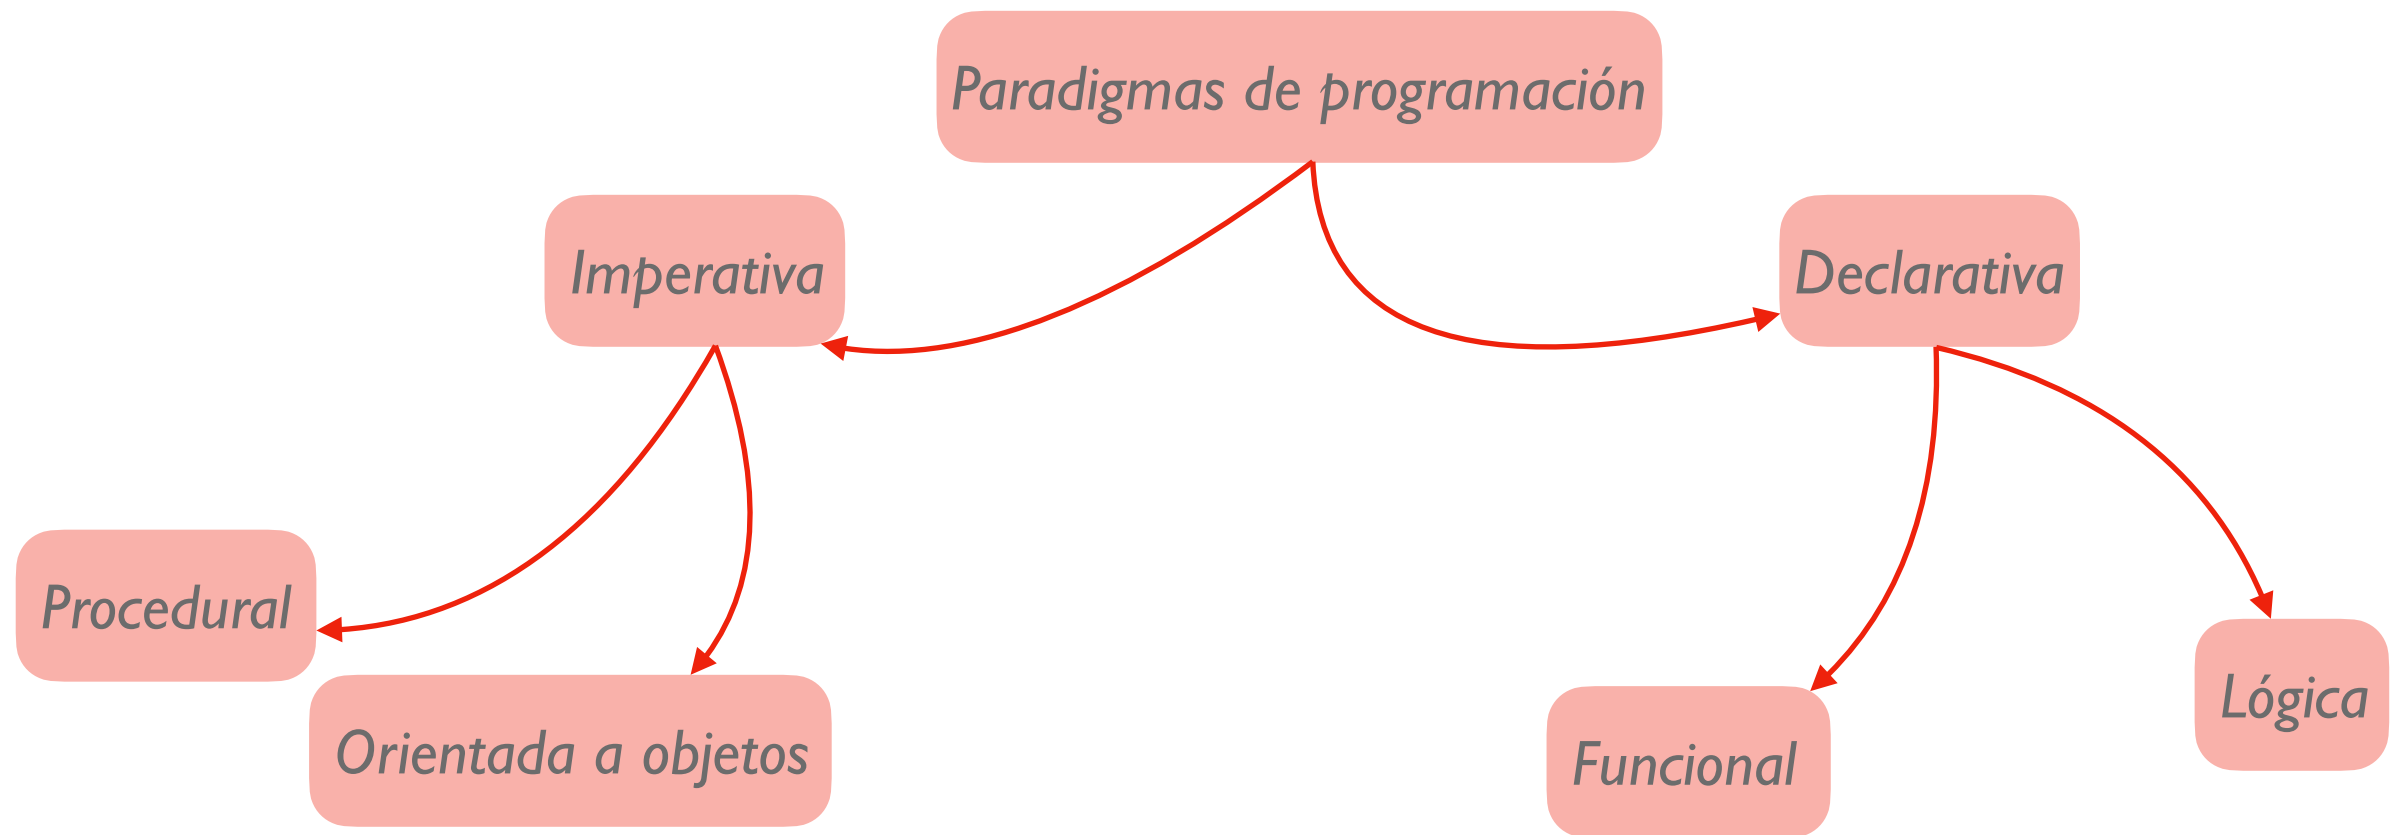 Paradigmas de programación
Imperativa
Declarativa
Procedural
Orientada a objetos
Funcional
Lógica